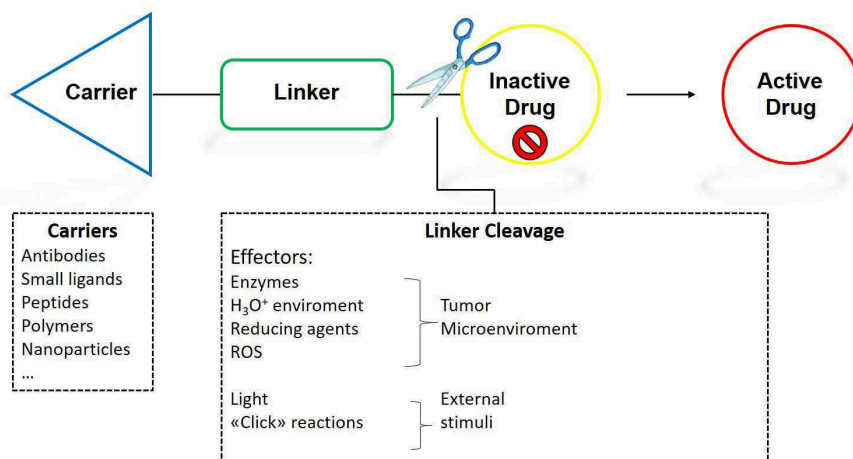 Carrier
Linker
Inactive
Drug
Active
Drug
Carriers
Antibodies
Small ligands
Peptides
Polymers
Nanoparticles
...
Linker Cleavage
Effectors:
Enzymes
H₃O⁺ enviroment
Reducing agents
ROS
Tumor
Microenviroment
Light
«Click» reactions
External
stimuli